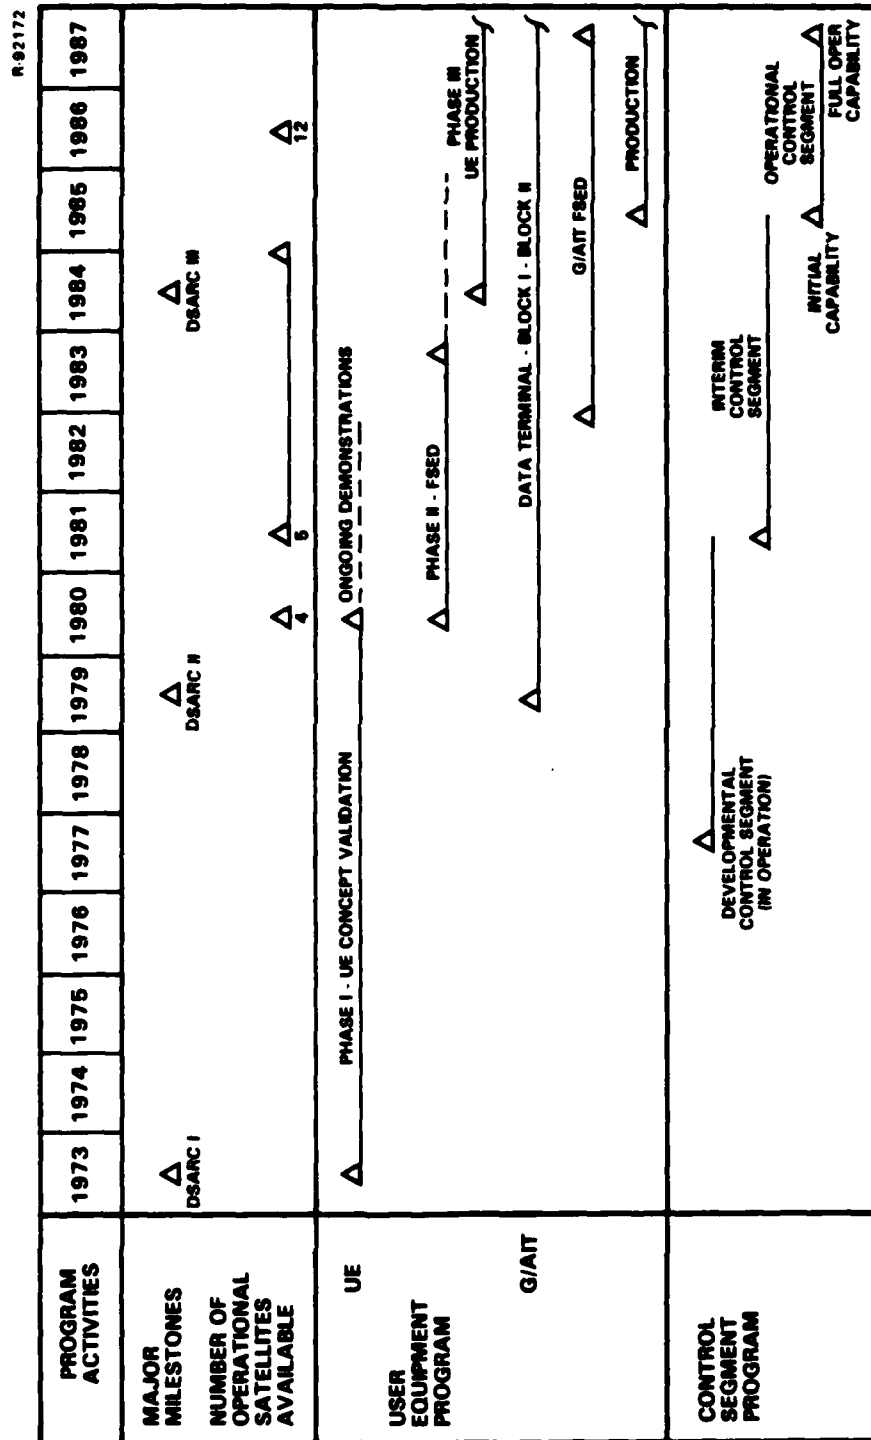 R-92172
PROGRAM
ACTIVITIES
1973
1974
1975
1976
1977
1978
1979
1980
1981
1982
1983
1984
1985
1986
1987
MAJOR
MILESTONES
DSARC I
DSARC II
DSARC III
NUMBER OF
OPERATIONAL
SATELLITES
AVAILABLE
4
5
12
USER
EQUIPMENT
PROGRAM
UE
PHASE I - UE CONCEPT VALIDATION
ONGOING DEMONSTRATIONS
PHASE II - FSED
PHASE III
UE PRODUCTION
G/AIT
DATA TERMINAL - BLOCK I - BLOCK II
G/AIT FSED
PRODUCTION
CONTROL
SEGMENT
PROGRAM
DEVELOPMENTAL
CONTROL SEGMENT
(IN OPERATION)
INTERIM
CONTROL
SEGMENT
OPERATIONAL
CONTROL
SEGMENT
INITIAL
CAPABILITY
FULL OPER
CAPABILITY